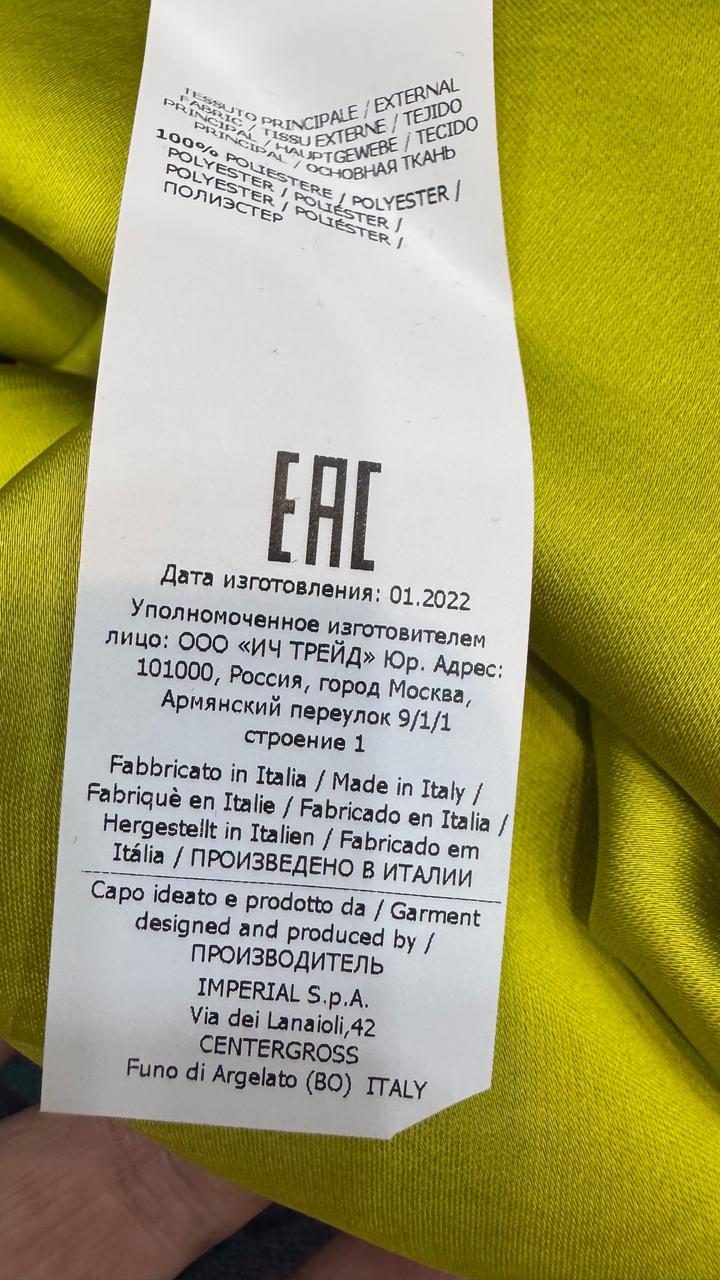 TESSUTO PRINCIPALE / EXTERNAL
FABRIC / TISSU EXTERNE / TEJIDO
PRINCIPAL / HAUPTGEWEBE / TECIDO
PRINCIPAL / ОСНОВНАЯ ТКАНЬ
100% POLIESTERE / POLYESTER /
POLYESTER / POLIÉSTER /
POLYESTER / POLIÉSTER /
ПОЛИЭСТЕР
EAC
Дата изготовления: 01.2022
Уполномоченное изготовителем
лицо: ООО «ИЧ ТРЕЙД» Юр. Адрес:
101000, Россия, город Москва,
Армянский переулок 9/1/1
строение 1
Fabbricato in Italia / Made in Italy /
Fabriquè en Italie / Fabricado en Italia /
Hergestellt in Italien / Fabricado em
Itália / ПРОИЗВЕДЕНО В ИТАЛИИ
Capo ideato e prodotto da / Garment
designed and produced by /
ПРОИЗВОДИТЕЛЬ
IMPERIAL S.p.A.
Via dei Lanaioli,42
CENTERGROSS
Funo di Argelato (BO) ITALY